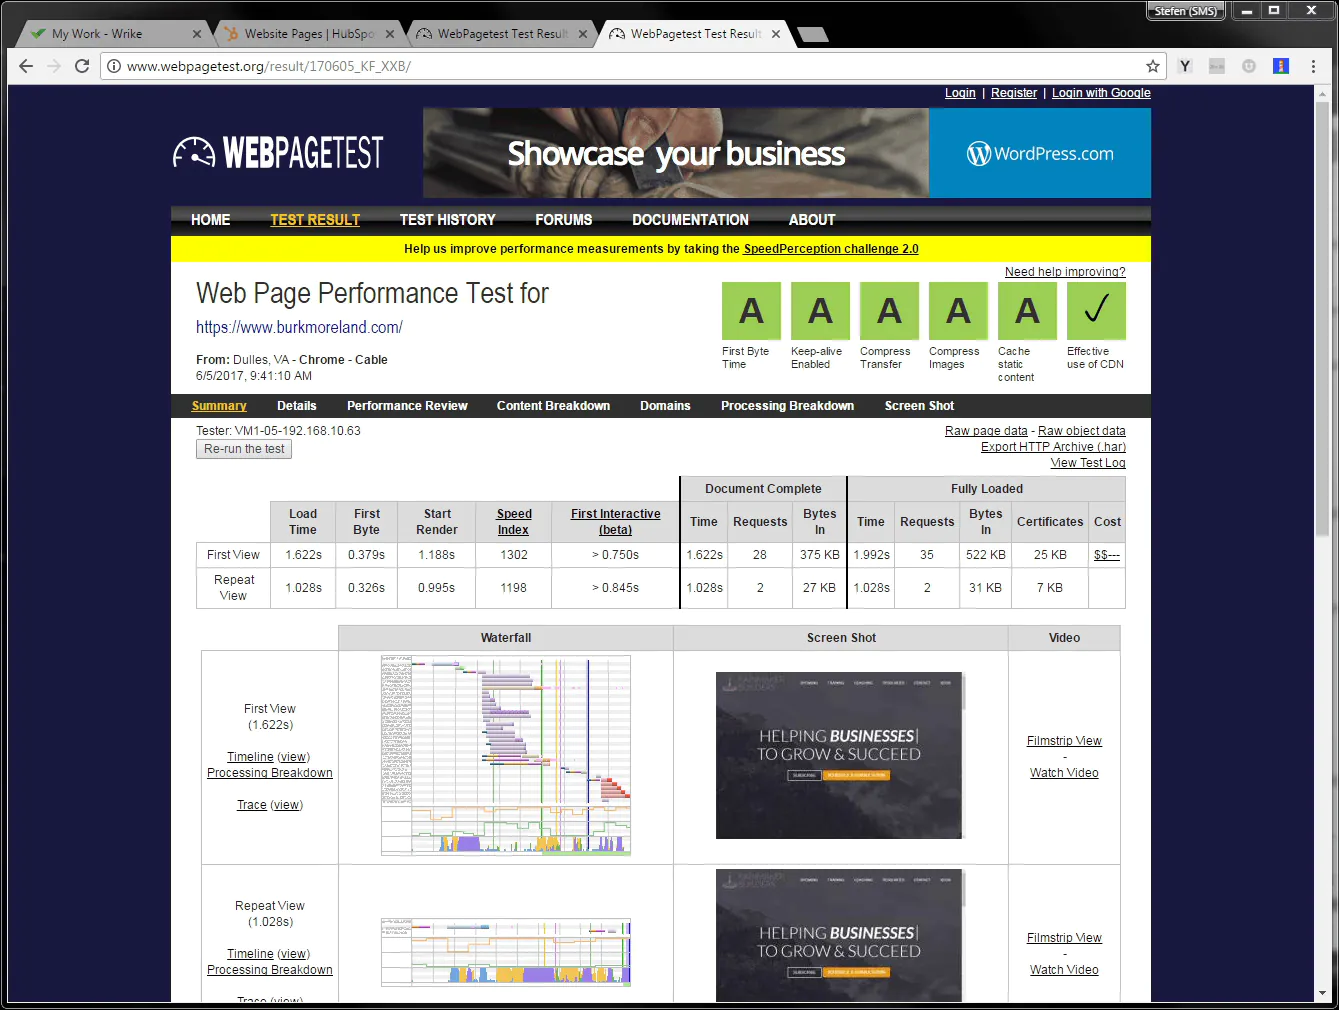 Stefen (SMS)
My Work - Wrike
Website Pages | HubSpo
WebPagetest Test Result
WebPagetest Test Result
www.webpagetest.org/result/170605_KF_XXB/
Login | Register | Login with Google
WEBPAGETEST
Showcase your business
WordPress.com
HOME TEST RESULT TEST HISTORY FORUMS DOCUMENTATION ABOUT
Help us improve performance measurements by taking the SpeedPerception challenge 2.0
Need help improving?
Web Page Performance Test for
https://www.burkmoreland.com/
From: Dulles, VA - Chrome - Cable
6/5/2017, 9:41:10 AM
A A A A A ✓
First Byte Time
Keep-alive Enabled
Compress Transfer
Compress Images
Cache static content
Effective use of CDN
Summary Details Performance Review Content Breakdown Domains Processing Breakdown Screen Shot
Tester: VM1-05-192.168.10.63
Re-run the test
Raw page data - Raw object data
Export HTTP Archive (.har)
View Test Log
Document Complete Fully Loaded
Load Time First Byte Start Render Speed Index First Interactive (beta) Time Requests Bytes In Time Requests Bytes In Certificates Cost
First View 1.622s 0.379s 1.188s 1302 > 0.750s 1.622s 28 375 KB 1.992s 35 522 KB 25 KB $$---
Repeat View 1.028s 0.326s 0.995s 1198 > 0.845s 1.028s 2 27 KB 1.028s 2 31 KB 7 KB
Waterfall Screen Shot Video
First View
(1.622s)
Timeline (view)
Processing Breakdown
Trace (view)
HELPING BUSINESSES|
TO GROW & SUCCEED
Filmstrip View
-
Watch Video
Repeat View
(1.028s)
Timeline (view)
Processing Breakdown
Trace (view)
HELPING BUSINESSES|
TO GROW & SUCCEED
Filmstrip View
-
Watch Video